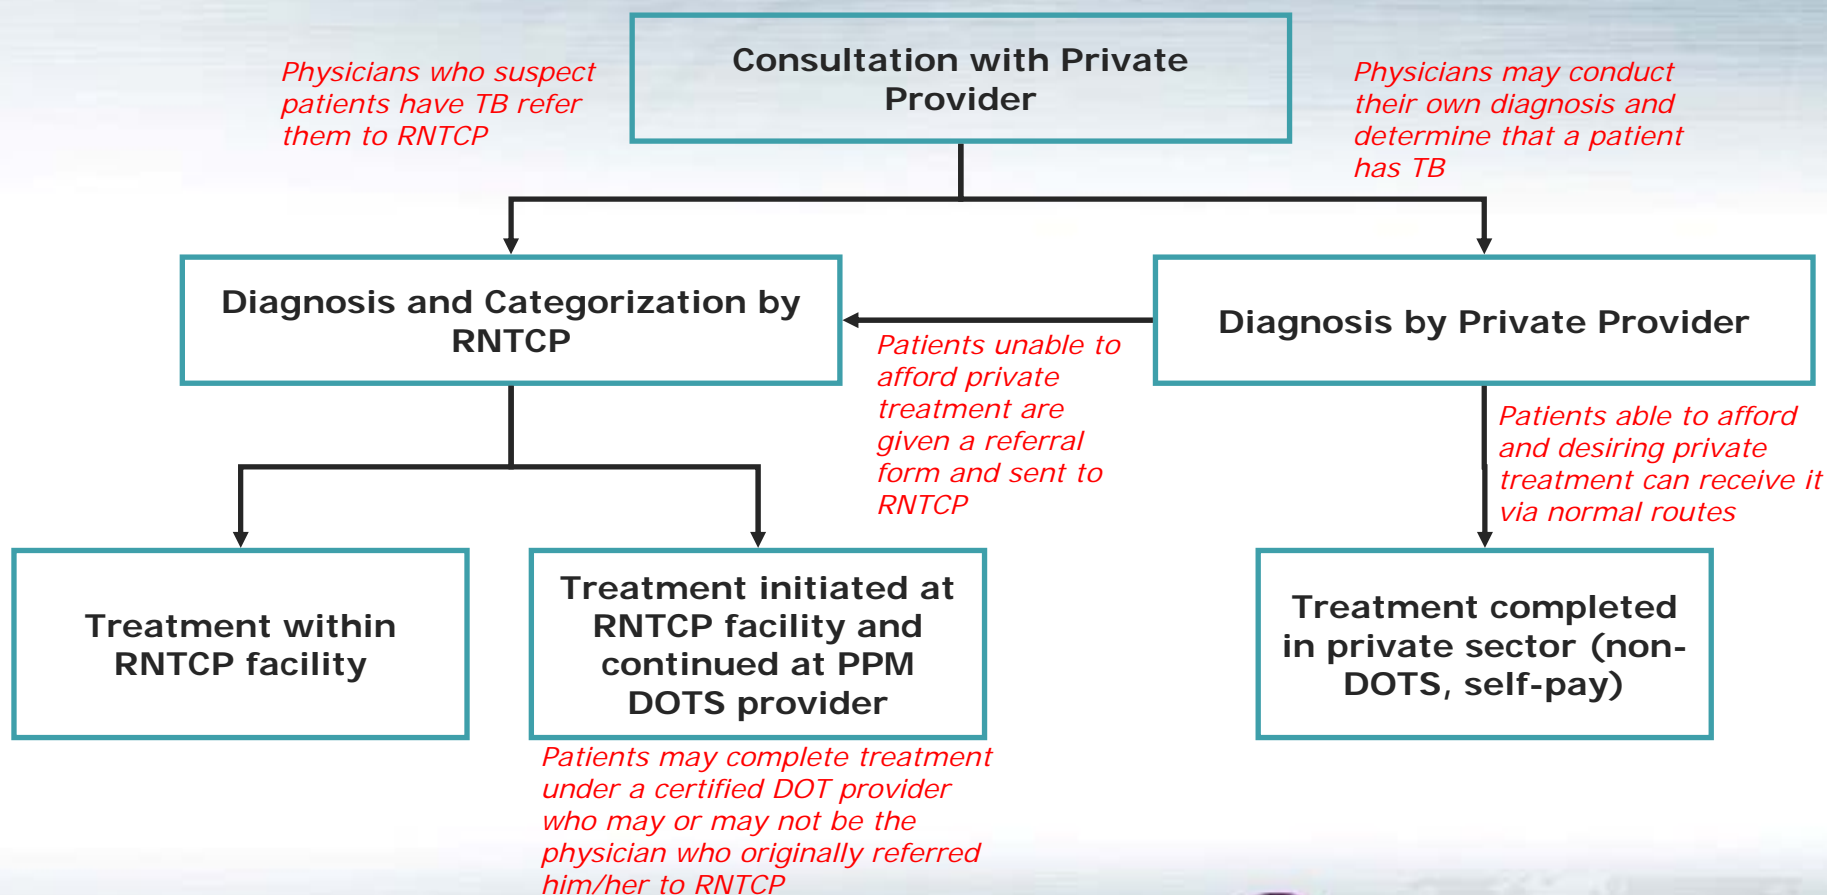 Consultation with Private
Provider
Physicians who suspect
patients have TB refer
them to RNTCP
Physicians may conduct
their own diagnosis and
determine that a patient
has TB
Diagnosis and Categorization by
RNTCP
Diagnosis by Private Provider
Patients unable to
afford private
treatment are
given a referral
form and sent to
RNTCP
Patients able to afford
and desiring private
treatment can receive it
via normal routes
Treatment within
RNTCP facility
Treatment initiated at
RNTCP facility and
continued at PPM
DOTS provider
Treatment completed
in private sector (non-
DOTS, self-pay)
Patients may complete treatment
under a certified DOT provider
who may or may not be the
physician who originally referred
him/her to RNTCP